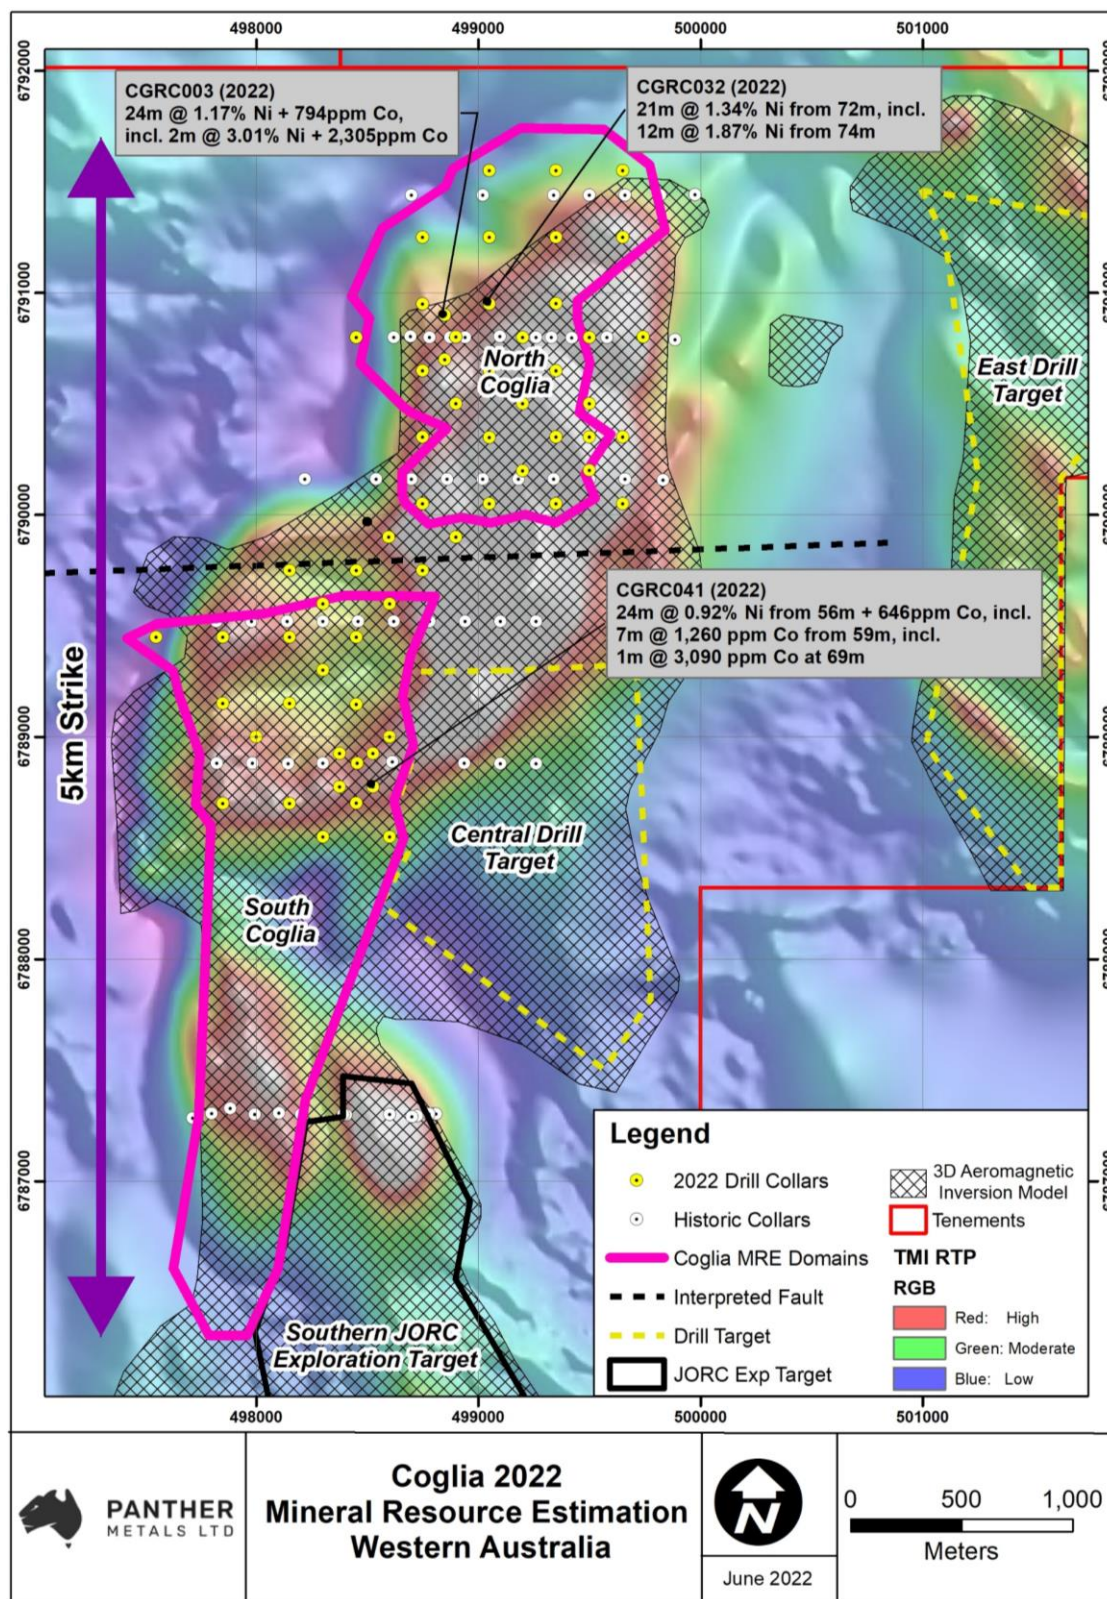 498000
499000
500000
501000
6792000
6792000
CGRC003 (2022)
24m @ 1.17% Ni + 794ppm Co,
incl. 2m @ 3.01% Ni + 2,305ppm Co
CGRC032 (2022)
21m @ 1.34% Ni from 72m, incl.
12m @ 1.87% Ni from 74m
6791000
6791000
North
Coglia
East Drill
Target
6790000
6790000
CGRC041 (2022)
24m @ 0.92% Ni from 56m + 646ppm Co, incl.
7m @ 1,260 ppm Co from 59m, incl.
1m @ 3,090 ppm Co at 69m
5km Strike
6789000
6789000
Central Drill
Target
South
Coglia
6788000
6788000
6787000
6787000
Southern JORC
Exploration Target
Legend
2022 Drill Collars
Historic Collars
Coglia MRE Domains
Interpreted Fault
Drill Target
JORC Exp Target
3D Aeromagnetic
Inversion Model
Tenements
TMI RTP
RGB
Red: High
Green: Moderate
Blue: Low
498000
499000
500000
501000
PANTHER
METALS LTD
Coglia 2022
Mineral Resource Estimation
Western Australia
N
June 2022
0 500 1,000
Meters